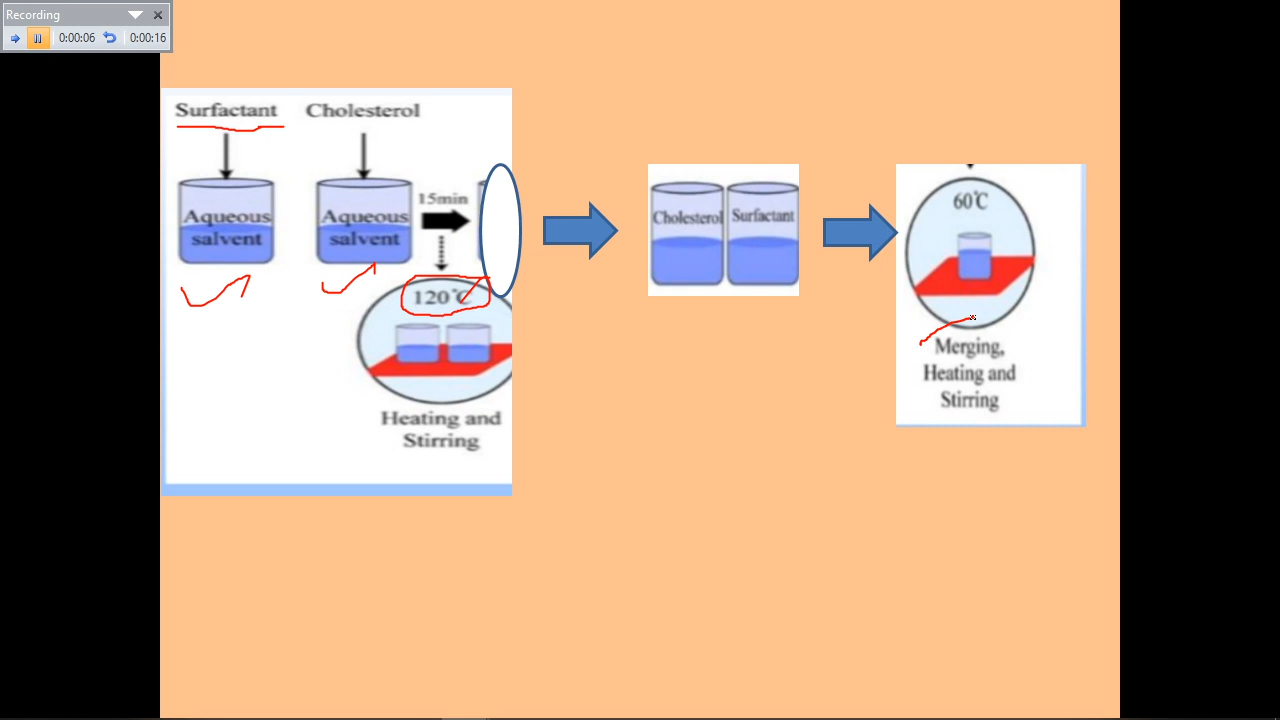 Recording
0:00:06 0:00:16
Surfactant Cholesterol
15min
Aqueous salvent
Aqueous salvent
120°C
Heating and
Stirring
Cholesterol Surfactant
60°C
Merging,
Heating and
Stirring